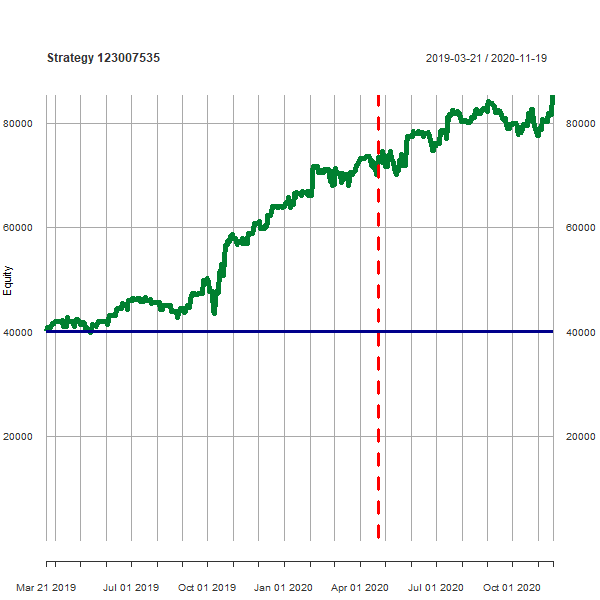 Strategy 123007535
2019-03-21 / 2020-11-19
80000
80000
60000
60000
Equity
40000
40000
20000
20000
Mar 21 2019
Jul 01 2019
Oct 01 2019
Jan 01 2020
Apr 01 2020
Jul 01 2020
Oct 01 2020